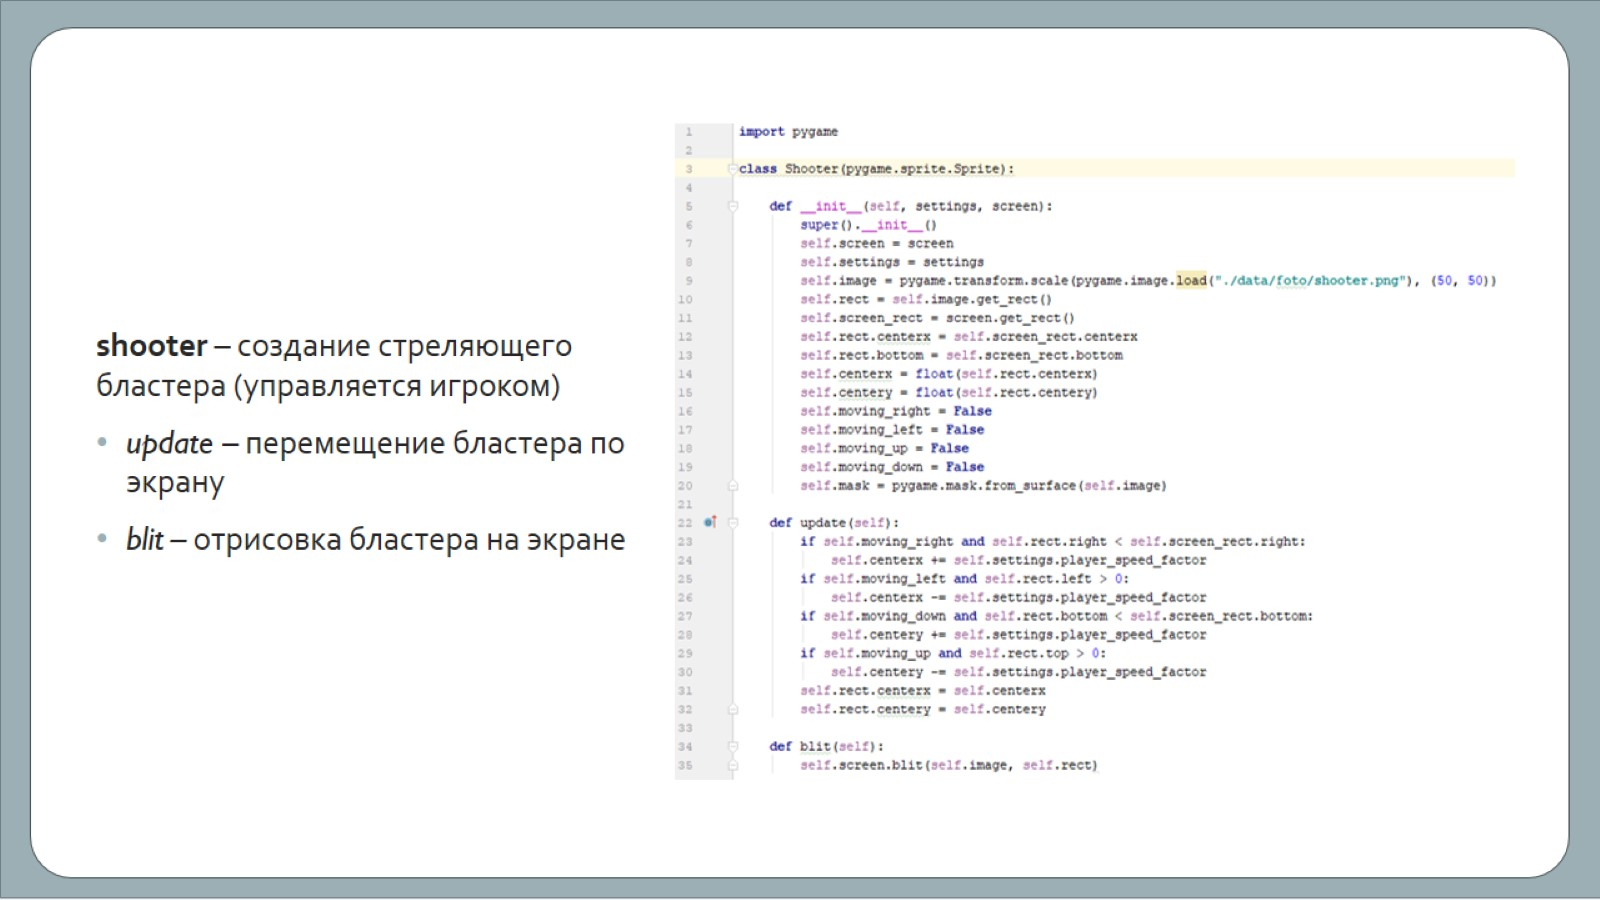 shooter – создание стреляющего
бластера (управляется игроком)
• update – перемещение бластера по
экрану
• blit – отрисовка бластера на экране
1 import pygame
2
3 class Shooter(pygame.sprite.Sprite):
4
5     def __init__(self, settings, screen):
6         super().__init__()
7         self.screen = screen
8         self.settings = settings
9         self.image = pygame.transform.scale(pygame.image.load("./data/foto/shooter.png"), (50, 50))
10         self.rect = self.image.get_rect()
11         self.screen_rect = screen.get_rect()
12         self.rect.centerx = self.screen_rect.centerx
13         self.rect.bottom = self.screen_rect.bottom
14         self.centerx = float(self.rect.centerx)
15         self.centery = float(self.rect.centery)
16         self.moving_right = False
17         self.moving_left = False
18         self.moving_up = False
19         self.moving_down = False
20         self.mask = pygame.mask.from_surface(self.image)
21
22     def update(self):
23         if self.moving_right and self.rect.right < self.screen_rect.right:
24             self.centerx += self.settings.player_speed_factor
25         if self.moving_left and self.rect.left > 0:
26             self.centerx -= self.settings.player_speed_factor
27         if self.moving_down and self.rect.bottom < self.screen_rect.bottom:
28             self.centery += self.settings.player_speed_factor
29         if self.moving_up and self.rect.top > 0:
30             self.centery -= self.settings.player_speed_factor
31         self.rect.centerx = self.centerx
32         self.rect.centery = self.centery
33
34     def blit(self):
35         self.screen.blit(self.image, self.rect)